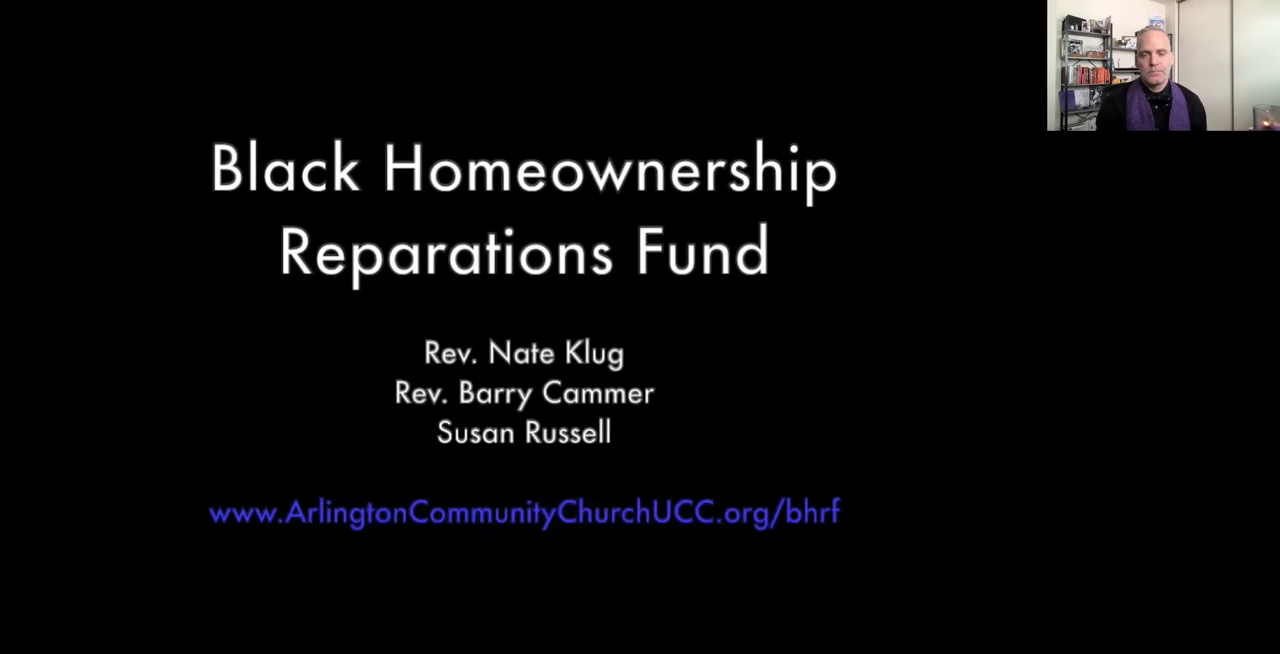 Black Homeownership
Reparations Fund
Rev. Nate Klug
Rev. Barry Cammer
Susan Russell
www.ArlingtonCommunityChurchUCC.org/bhrf